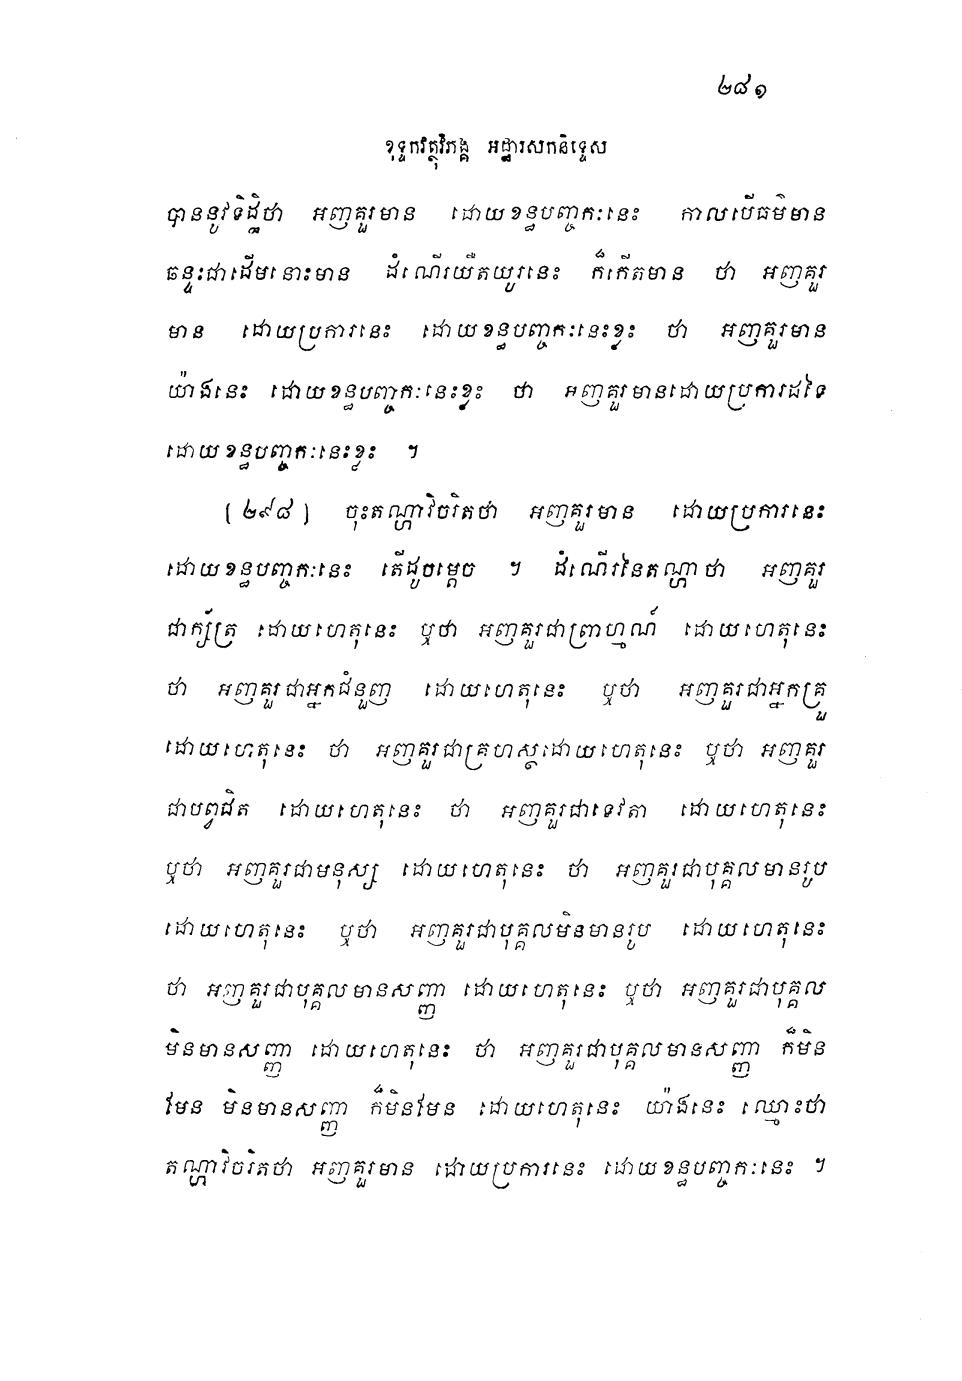 ២៨១
ខុទ្ទកវត្ថុវិភង្គ អដ្ឋារសកនិទ្ទេស
បាននូវទិដ្ឋិថា អញគួរមាន ដោយខន្ធបញ្ចកៈនេះ កាលបើធម៌មាន
ធន្ទះជាដើមនោះមាន ដំណើរយឺតយូរនេះ ក៏កើតមាន ថា អញគួរ
មាន ដោយប្រការនេះ ដោយខន្ធបញ្ចកៈនេះខ្លះ ថា អញគួរមាន
យ៉ាងនេះ ដោយខន្ធបញ្ចកៈនេះខ្លះ ថា អញគួរមានដោយប្រការដទៃ
ដោយខន្ធបញ្ចកៈនេះខ្លះ ។
(២៩៨) ចុះតណ្ហាវិចរិតថា អញគួរមាន ដោយប្រការនេះ
ដោយខន្ធបញ្ចកៈនេះ តើដូចម្តេច ។ ដំណើរនៃតណ្ហាថា អញគួរ
ជាក្ស័ត្រ ដោយហេតុនេះ ឬថា អញគួរជាព្រាហ្មណ៍ ដោយហេតុនេះ
ថា អញគួរជាអ្នកជំនួញ ដោយហេតុនេះ ឬថា អញគួរជាអ្នកគ្រួ
ដោយហេតុនេះ ថា អញគួរជាគ្រហស្ថដោយហេតុនេះ ឬថា អញគួរ
ជាបព្វជិត ដោយហេតុនេះ ថា អញគួរជាទេវតា ដោយហេតុនេះ
ឬថា អញគួរជាមនុស្ស ដោយហេតុនេះ ថា អញគួរជាបុគ្គលមានរូប
ដោយហេតុនេះ ឬថា អញគួរជាបុគ្គលមិនមានរូប ដោយហេតុនេះ
ថា អញគួរជាបុគ្គលមានសញ្ញា ដោយហេតុនេះ ឬថា អញគួរជាបុគ្គល
មិនមានសញ្ញា ដោយហេតុនេះ ថា អញគួរជាបុគ្គលមានសញ្ញា ក៏មិន
មែន មិនមានសញ្ញា ក៏មិនមែន ដោយហេតុនេះ យ៉ាងនេះ ឈ្មោះថា
តណ្ហាវិចរិតថា អញគួរមាន ដោយប្រការនេះ ដោយខន្ធបញ្ចកៈនេះ ។